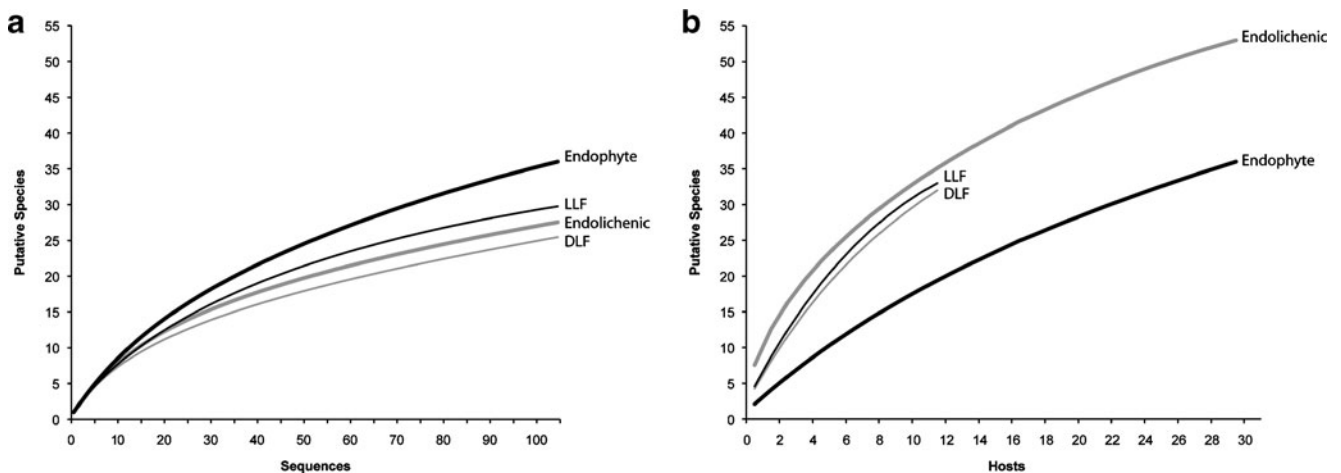 a
55
50
45
40
35
30
25
20
15
10
5
0
Putative Species
Endophyte
LLF
Endolichenic
DLF
0 10 20 30 40 50 60 70 80 90 100
Sequences
b
55
50
45
40
35
30
25
20
15
10
5
0
Putative Species
Endolichenic
LLF
DLF
Endophyte
0 2 4 6 8 10 12 14 16 18 20 22 24 26 28 30
Hosts